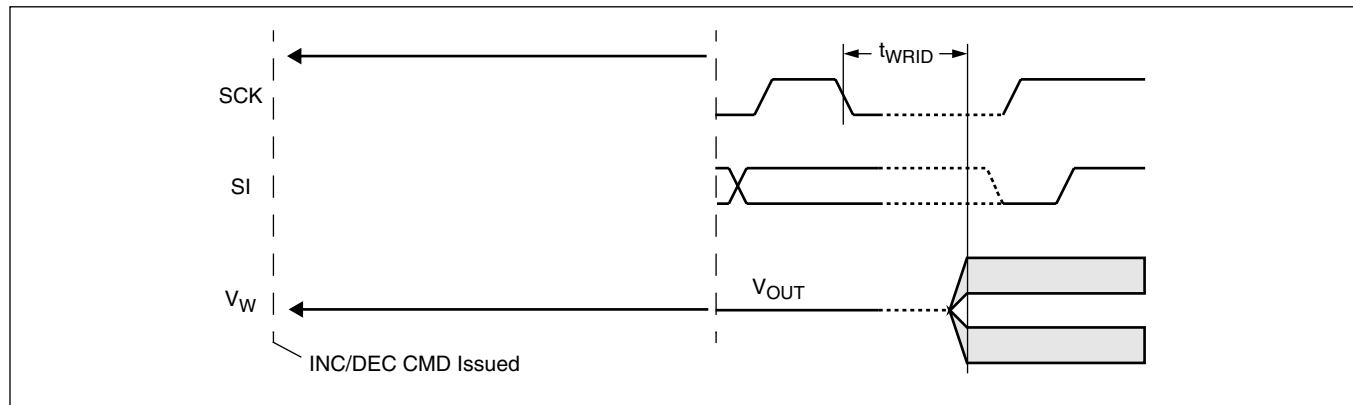 tWRID
SCK
SI
VW
VOUT
INC/DEC CMD Issued